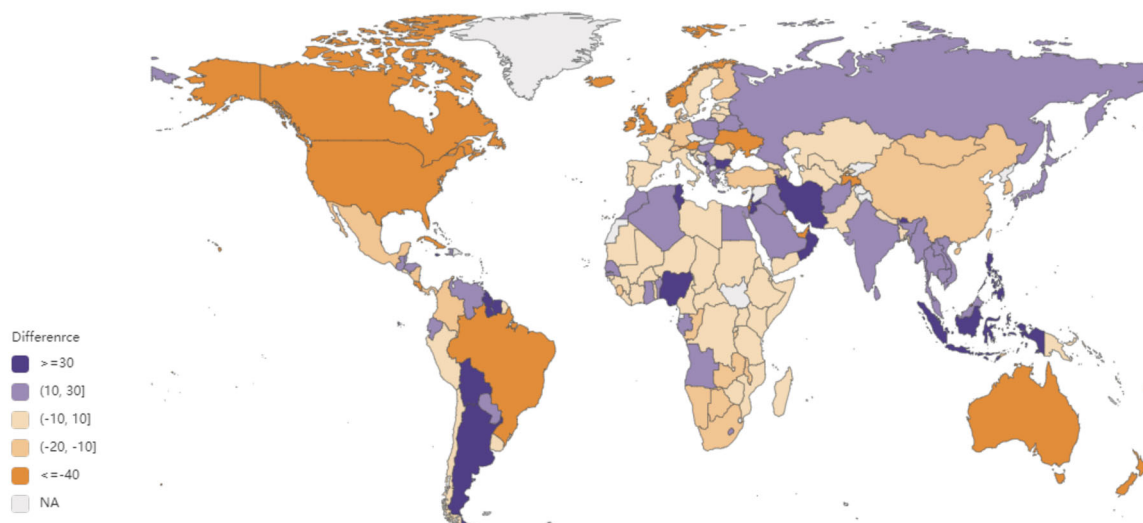 Differenrce
>=30
(10, 30]
(-10, 10]
(-20, -10]
<=-40
NA